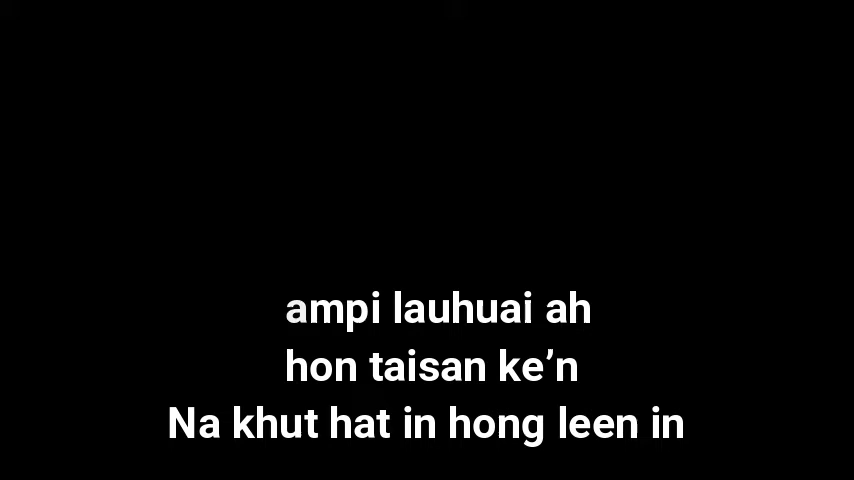 ampi lauhuai ah
hon taisan ke’n
Na khut hat in hong leen in